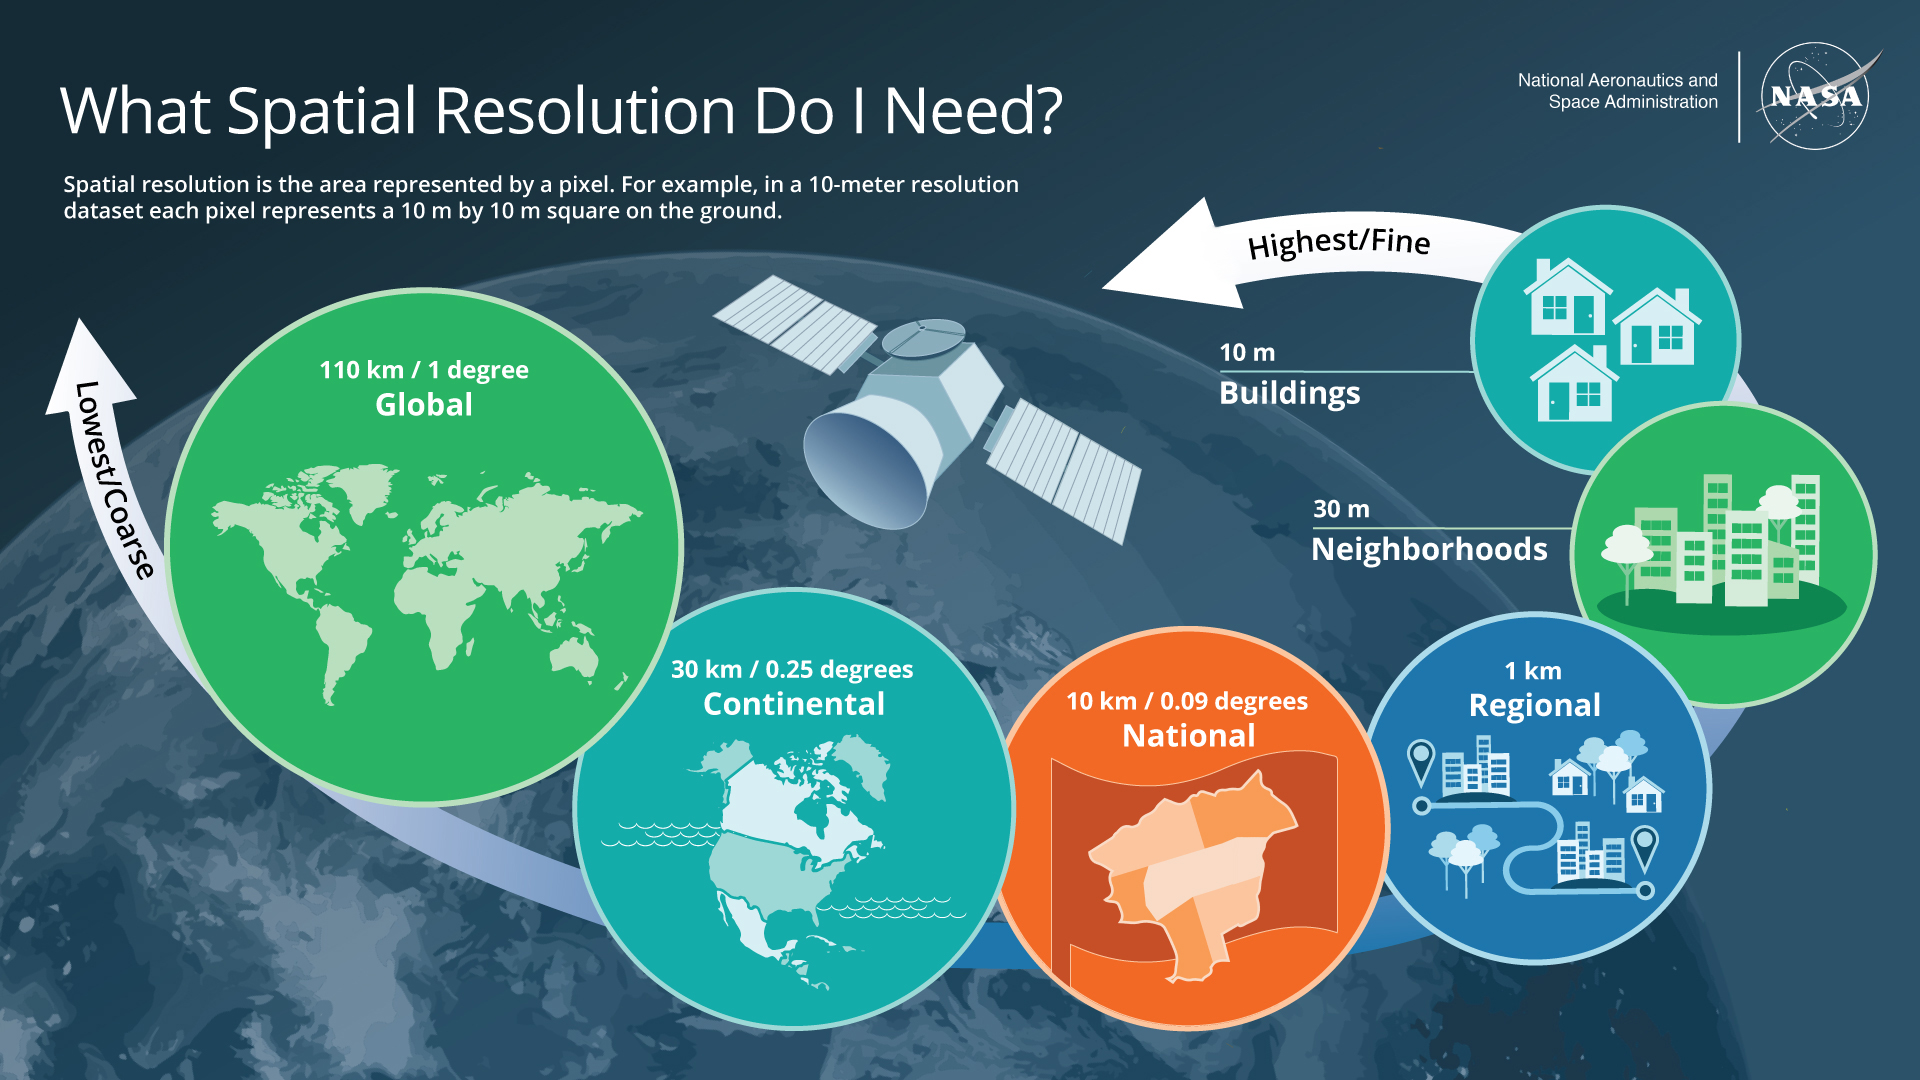 What Spatial Resolution Do I Need?
Spatial resolution is the area represented by a pixel. For example, in a 10-meter resolution
dataset each pixel represents a 10 m by 10 m square on the ground.
National Aeronautics and
Space Administration
NASA
Highest/Fine
10 m
Buildings
30 m
Neighborhoods
1 km
Regional
10 km / 0.09 degrees
National
30 km / 0.25 degrees
Continental
110 km / 1 degree
Global
Lowest/Coarse